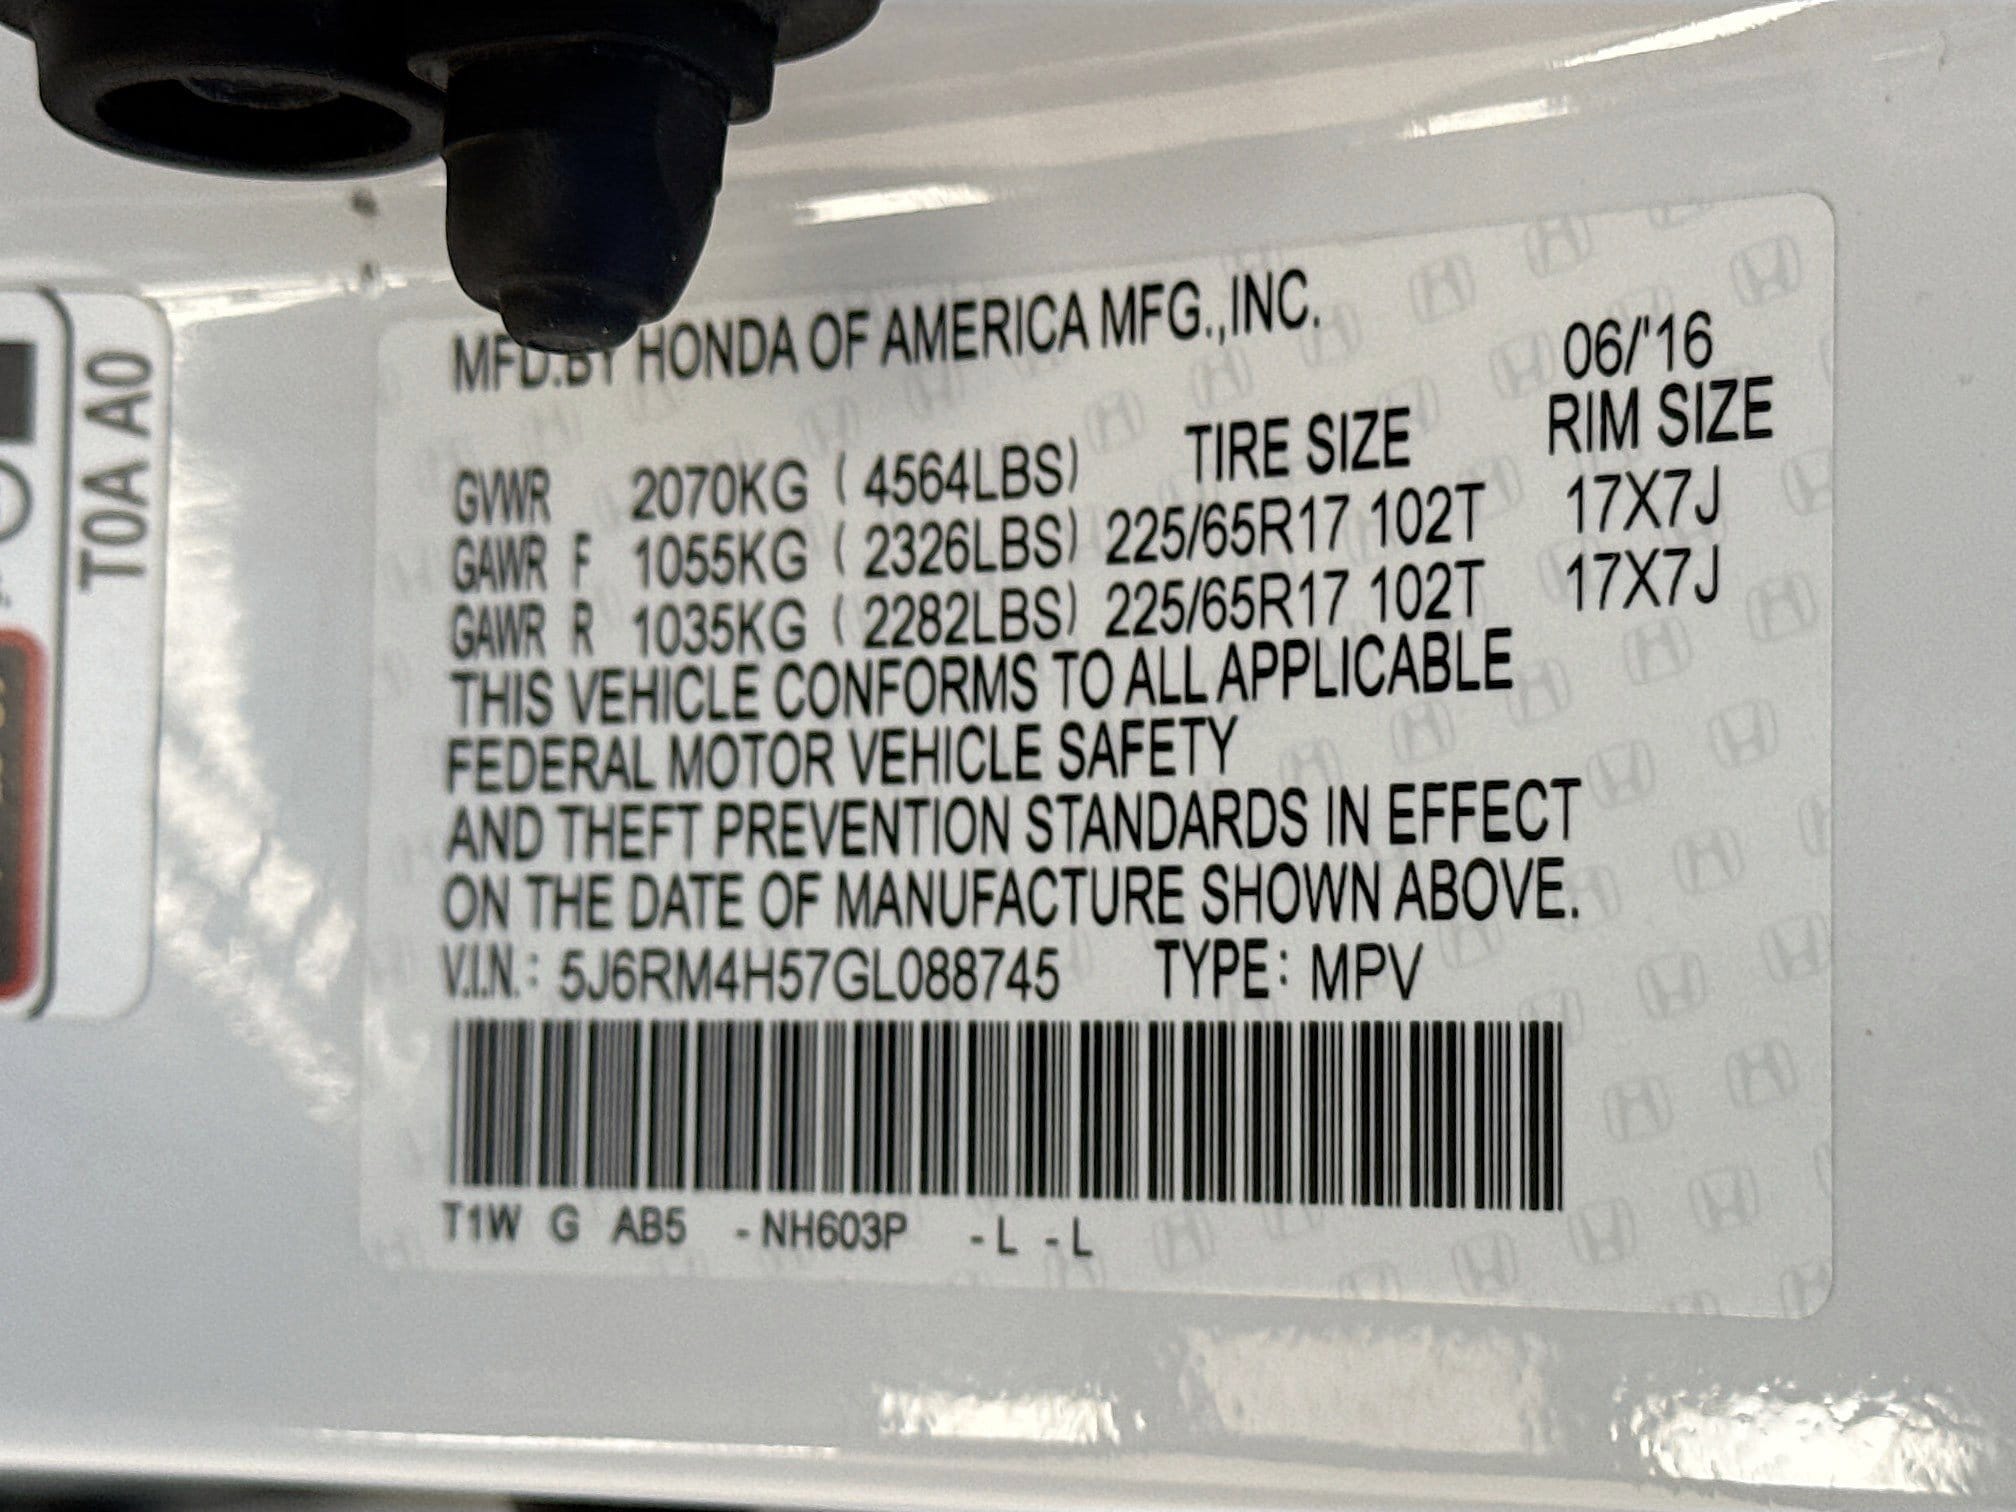 MFD.BY HONDA OF AMERICA MFG.,INC.
06/'16
TIRE SIZE RIM SIZE
GVWR 2070KG ( 4564LBS)
GAWR F 1055KG ( 2326LBS) 225/65R17 102T 17X7J
GAWR R 1035KG ( 2282LBS) 225/65R17 102T 17X7J
THIS VEHICLE CONFORMS TO ALL APPLICABLE
FEDERAL MOTOR VEHICLE SAFETY
AND THEFT PREVENTION STANDARDS IN EFFECT
ON THE DATE OF MANUFACTURE SHOWN ABOVE.
V.I.N.: 5J6RM4H57GL088745 TYPE: MPV
T1W G AB5 -NH603P -L -L
T0A A0